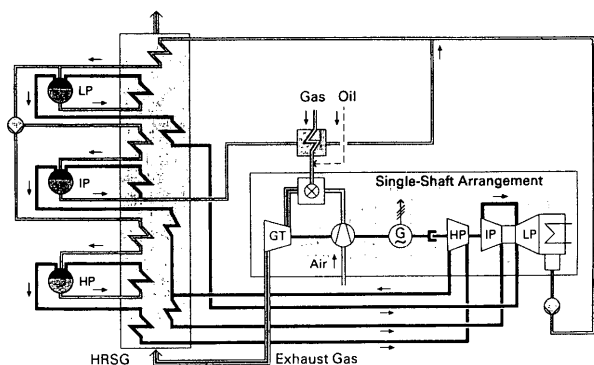 LP
Gas Oil
IP
Single-Shaft Arrangement
GT
G
~
HP IP LP
Air
HP
HRSG Exhaust Gas